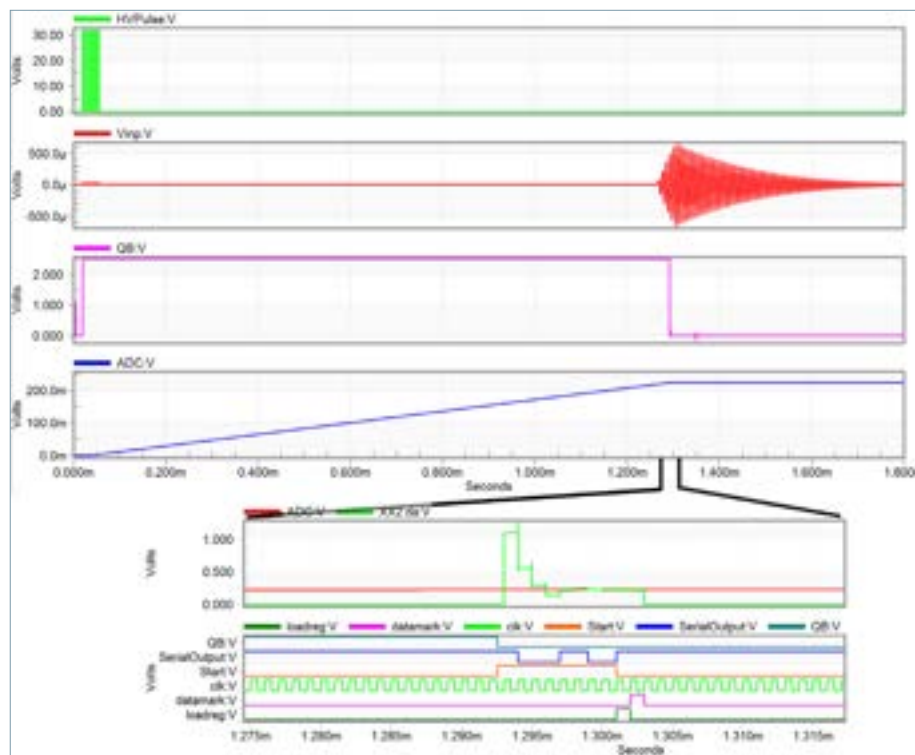 HVPulse:V
30.00
20.00
10.00
0.00
Volts
Vinp:V
500.0µ
0.0µ
-500.0µ
Volts
QB:V
2.000
1.000
0.000
Volts
ADC:V
200.0m
100.0m
0.0m
Volts
0.000m 0.200m 0.400m 0.600m 0.800m 1.000m 1.200m 1.400m 1.600m 1.800
Seconds
ADC:V
1.000
0.500
0.000
Volts
loadreg:V datamark:V clk:V Start:V SerialOutput:V QB:V
QB:V
SerialOutput:V
Start:V
clk:V
datamark:V
loadreg:V
Volts
1.275m 1.280m 1.285m 1.290m 1.295m 1.300m 1.305m 1.310m 1.315m
Seconds